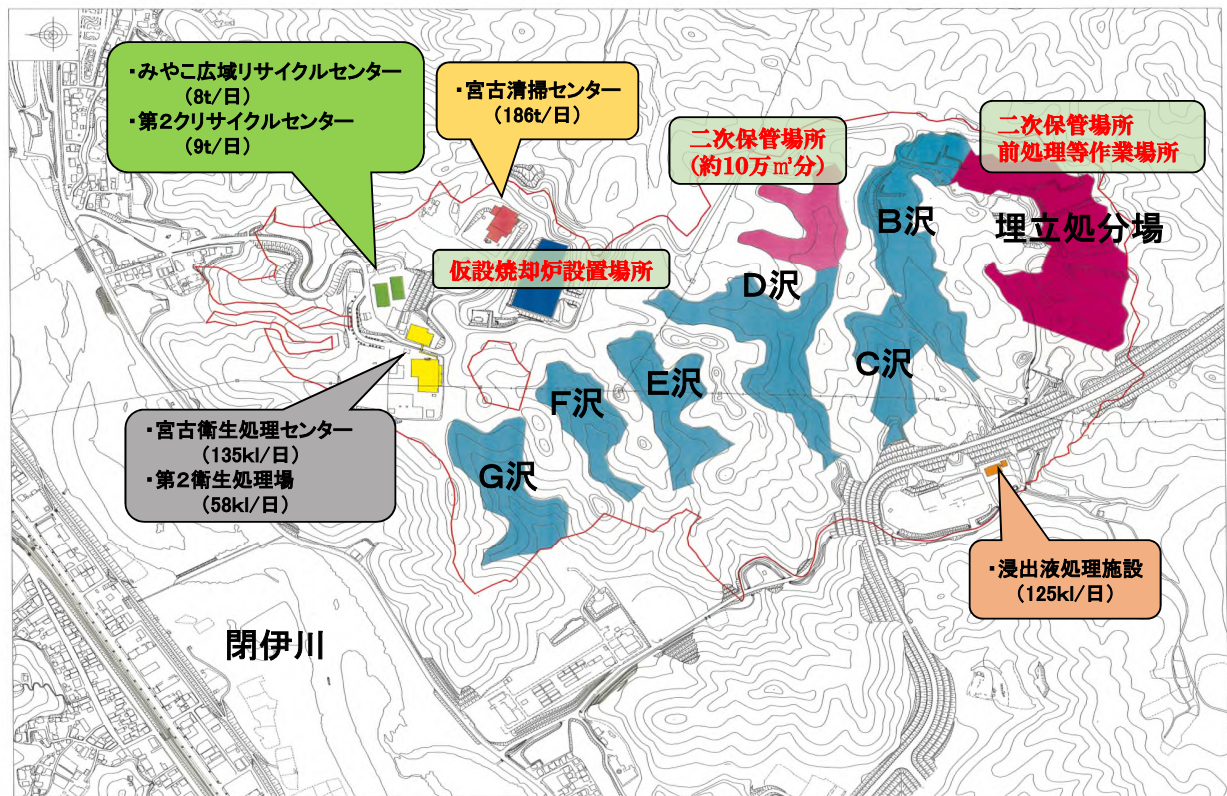 ・みやこ広域リサイクルセンター
(8t/日)
・第2クリサイクルセンター
(9t/日)
・宮古清掃センター
(186t/日)
二次保管場所
(約10万㎥分)
二次保管場所
前処理等作業場所
B沢
埋立処分場
仮設焼却炉設置場所
D沢
C沢
E沢
F沢
G沢
・宮古衛生処理センター
(135kl/日)
・第2衛生処理場
(58kl/日)
・浸出液処理施設
(125kl/日)
閉伊川